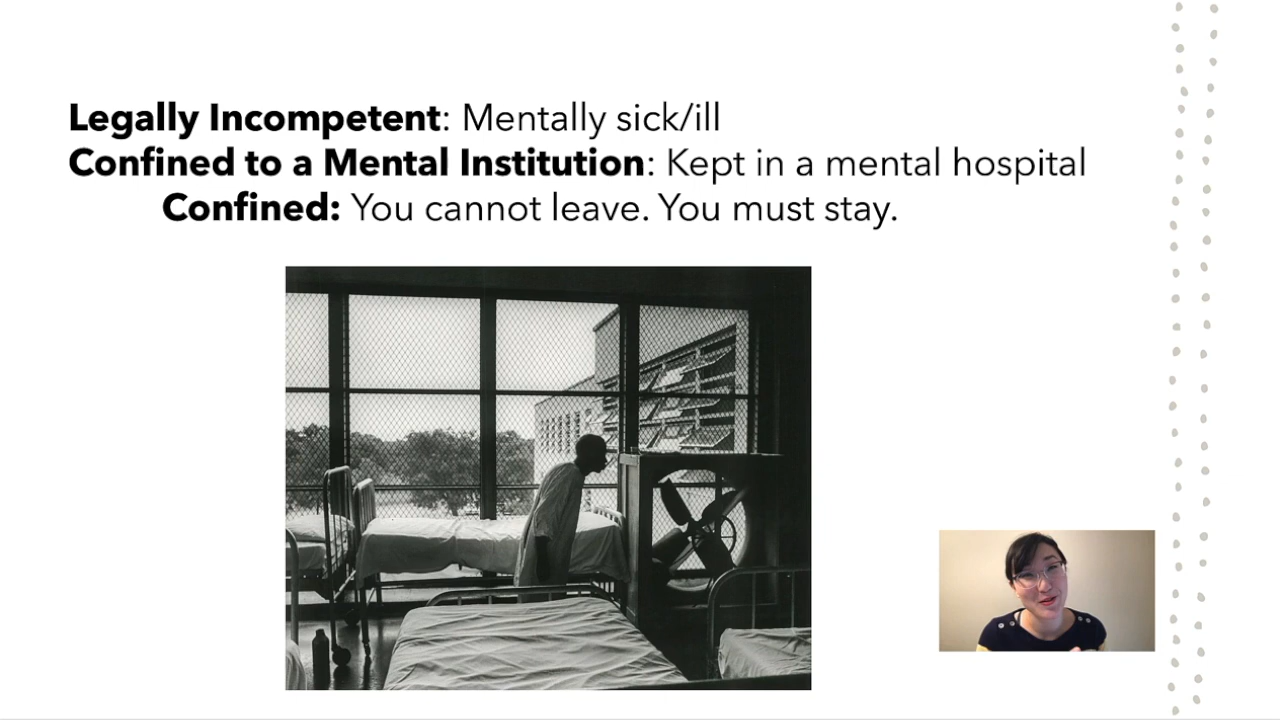 Legally Incompetent: Mentally sick/ill
Confined to a Mental Institution: Kept in a mental hospital
Confined: You cannot leave. You must stay.